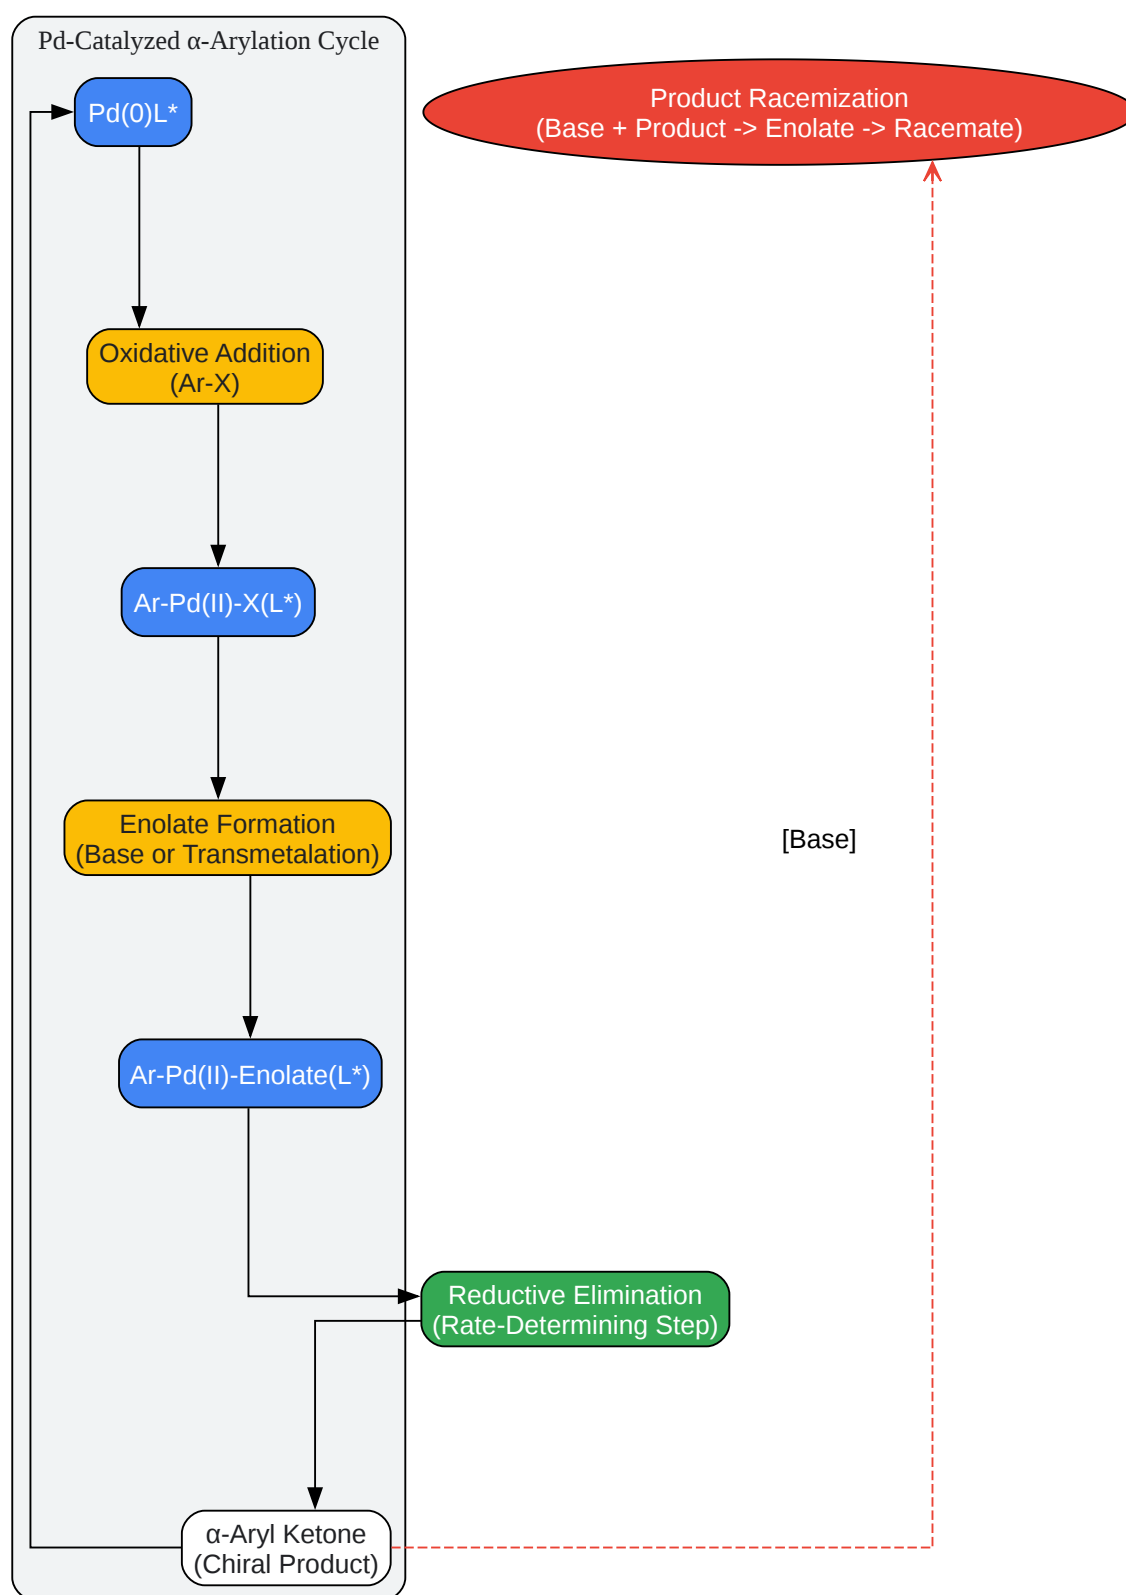 Pd-Catalyzed α-Arylation Cycle
Pd(0)L*
Product Racemization
(Base + Product -> Enolate -> Racemate)
Oxidative Addition
(Ar-X)
Ar-Pd(II)-X(L*)
Enolate Formation
(Base or Transmetalation)
[Base]
Ar-Pd(II)-Enolate(L*)
Reductive Elimination
(Rate-Determining Step)
α-Aryl Ketone
(Chiral Product)